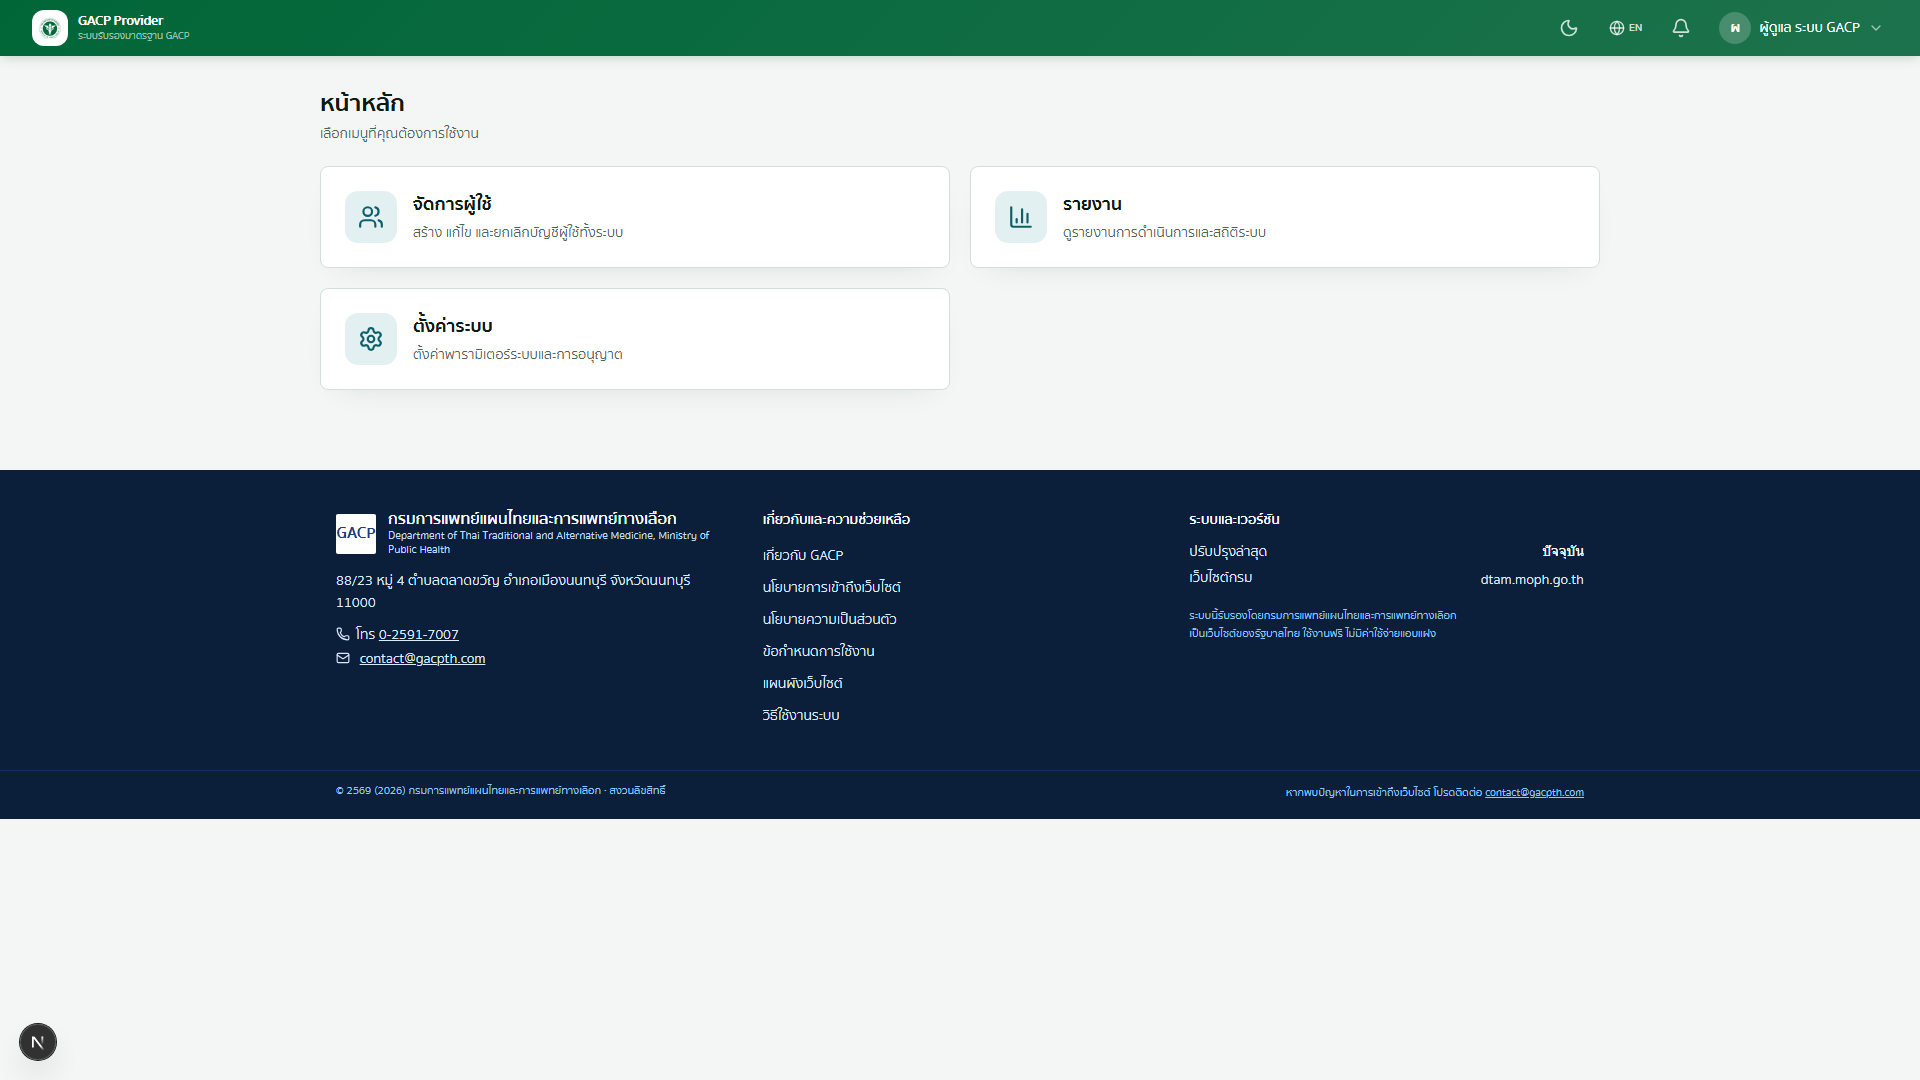 GACP Provider
ระบบรับรองมาตรฐาน GACP
EN
ผ
ผู้ดูแล ระบบ GACP
หน้าหลัก
เลือกเมนูที่คุณต้องการใช้งาน
จัดการผู้ใช้
สร้าง แก้ไข และยกเลิกบัญชีผู้ใช้ทั้งระบบ
รายงาน
ดูรายงานการดำเนินการและสถิติระบบ
ตั้งค่าระบบ
ตั้งค่าพารามิเตอร์ระบบและการอนุญาต
GACP
กรมการแพทย์แผนไทยและการแพทย์ทางเลือก
Department of Thai Traditional and Alternative Medicine, Ministry of
Public Health
88/23 หมู่ 4 ตำบลตลาดขวัญ อำเภอเมืองนนทบุรี จังหวัดนนทบุรี
11000
โทร 0-2591-7007
contact@gacpth.com
เกี่ยวกับและความช่วยเหลือ
เกี่ยวกับ GACP
นโยบายการเข้าถึงเว็บไซต์
นโยบายความเป็นส่วนตัว
ข้อกำหนดการใช้งาน
แผนผังเว็บไซต์
วิธีใช้งานระบบ
ระบบและเวอร์ชัน
ปรับปรุงล่าสุด ปัจจุบัน
เว็บไซต์กรม dtam.moph.go.th
ระบบนี้รับรองโดยกรมการแพทย์แผนไทยและการแพทย์ทางเลือก
เป็นเว็บไซต์ของรัฐบาลไทย ใช้งานฟรี ไม่มีค่าใช้จ่ายแอบแฝง
© 2569 (2026) กรมการแพทย์แผนไทยและการแพทย์ทางเลือก · สงวนลิขสิทธิ์
หากพบปัญหาในการเข้าถึงเว็บไซต์ โปรดติดต่อ contact@gacpth.com
N